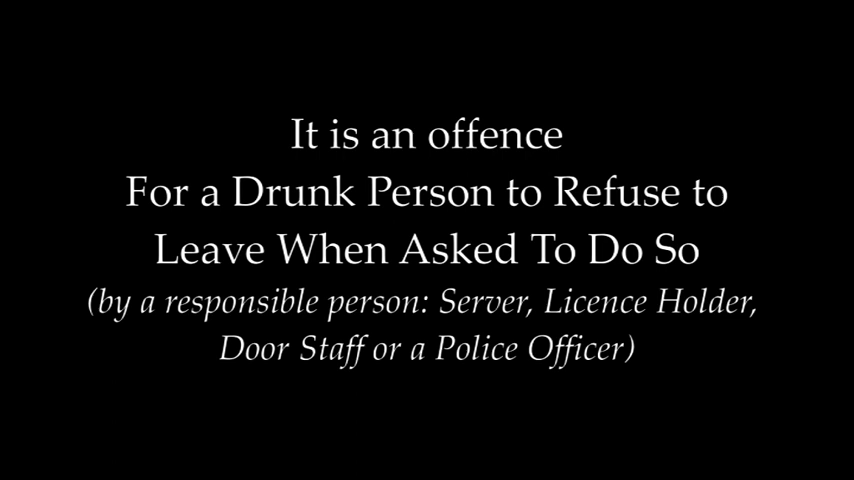 It is an offence
For a Drunk Person to Refuse to
Leave When Asked To Do So
(by a responsible person: Server, Licence Holder,
Door Staff or a Police Officer)